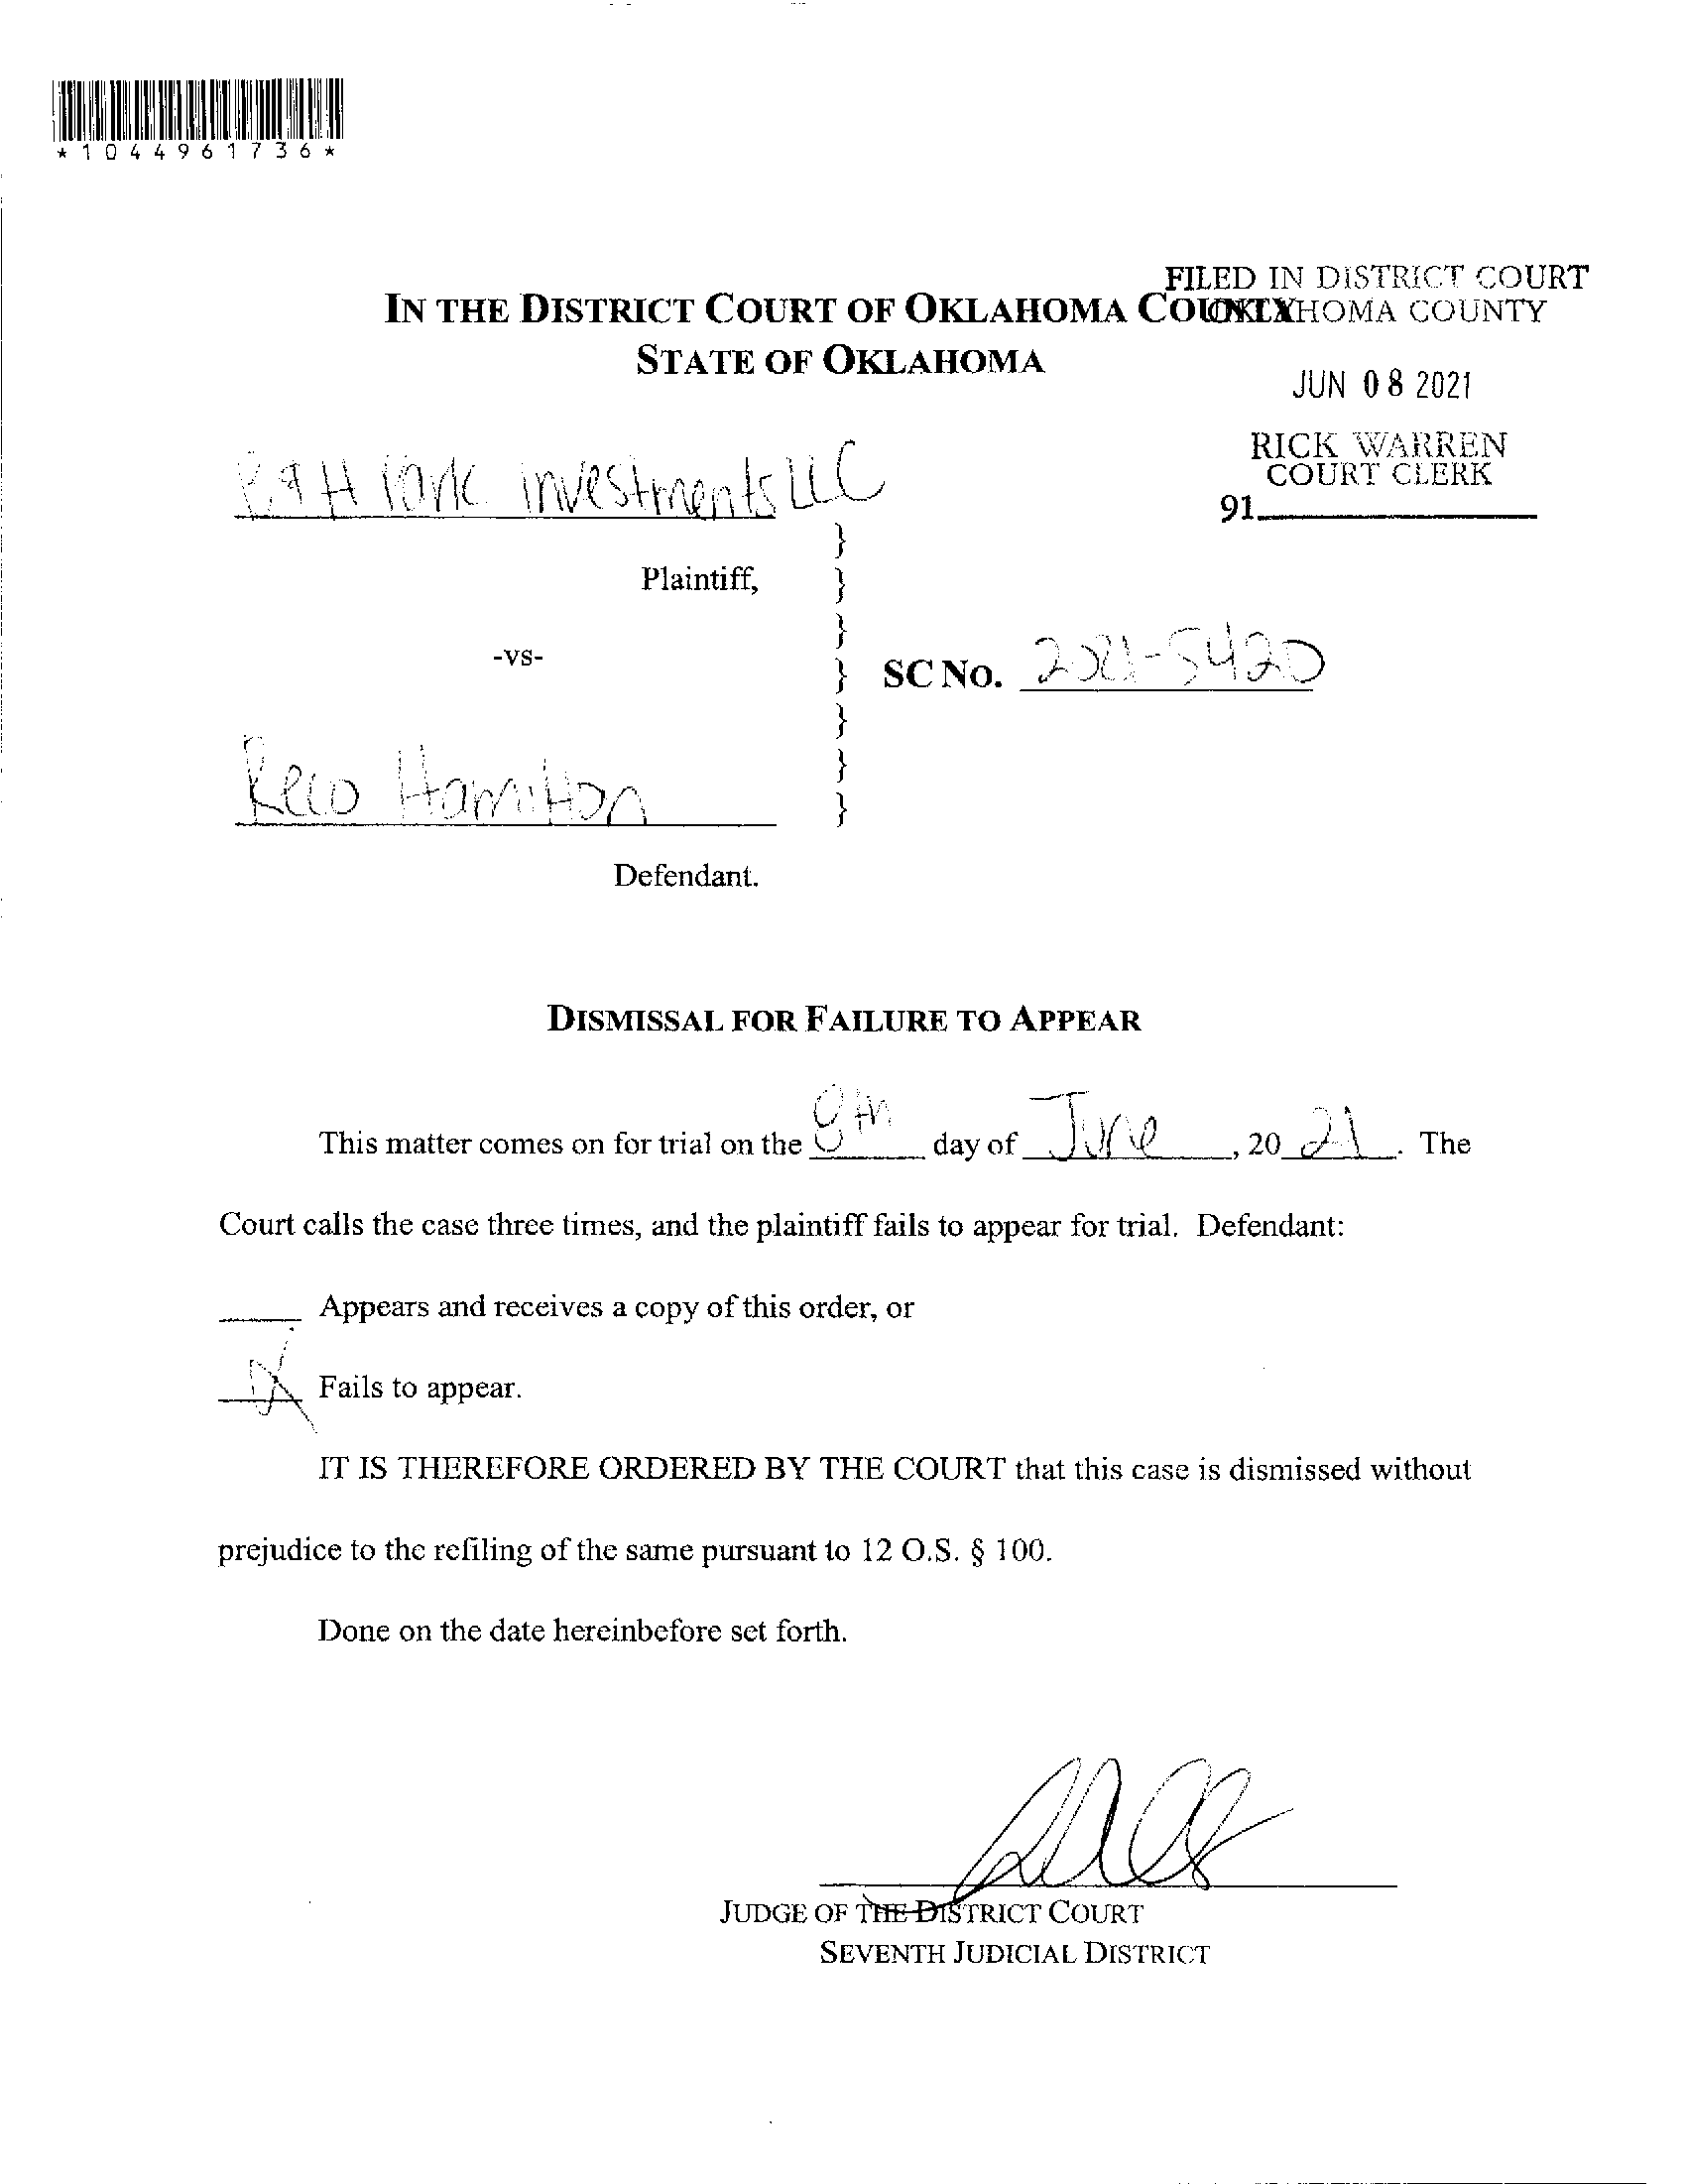 *1044961736*
FILED IN DISTRICT COURT
OKLAHOMA COUNTY
IN THE DISTRICT COURT OF OKLAHOMA COUNTY
STATE OF OKLAHOMA
JUN 08 2021
RICK WARREN
COURT CLERK
91
H Park investments LLC
Plaintiff,
-vs-
SC NO. 2021-5420
Reco Hamilton
Defendant.
DISMISSAL FOR FAILURE TO APPEAR
This matter comes on for trial on the 8th day of June, 2021. The
Court calls the case three times, and the plaintiff fails to appear for trial. Defendant:
Appears and receives a copy of this order, or
X Fails to appear.
IT IS THEREFORE ORDERED BY THE COURT that this case is dismissed without
prejudice to the refiling of the same pursuant to 12 O.S. § 100.
Done on the date hereinbefore set forth.
JUDGE OF THE DISTRICT COURT
SEVENTH JUDICIAL DISTRICT